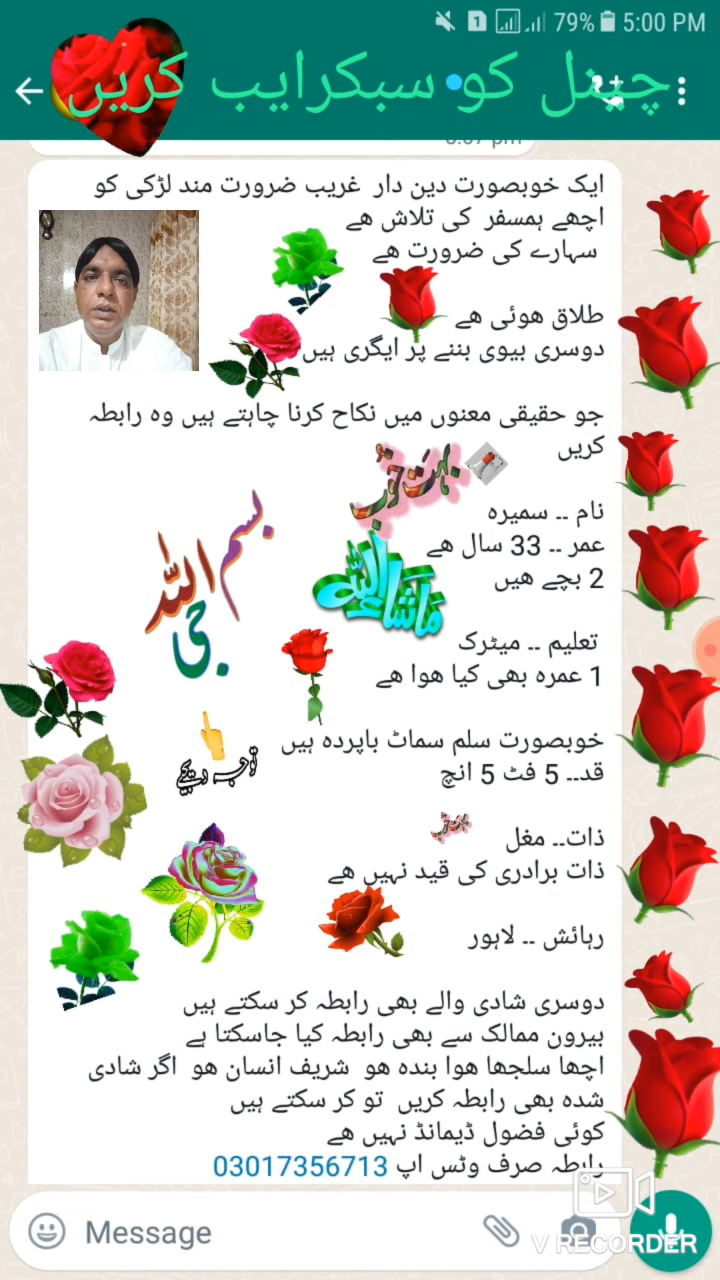 79% 5:00 PM
چینل کو سبکرایب کریں
ایک خوبصورت دین دار غریب ضرورت مند لڑکی کو
اچھے ہمسفر کی تلاش ھے
سہارے کی ضرورت ھے
طلاق ھوئی ھے
دوسری بیوی بننے پر ایگری ہیں
جو حقیقی معنوں میں نکاح کرنا چاہتے ہیں وہ رابطہ
کریں
بہت خوب
نام -- سمیرہ
عمر -- 33 سال ھے
2 بچے ھیں
بسم اللہ جی
ماشاءاللہ
تعلیم -- میٹرک
1 عمرہ بھی کیا ھوا ھے
خوبصورت سلم سماٹ باپردہ ہیں
قد-- 5 فٹ 5 انچ
توجہ دیجئے
بہت خوب
ذات-- مغل
ذات برادری کی قید نہیں ھے
رہائش -- لاہور
دوسری شادی والے بھی رابطہ کر سکتے ہیں
بیرون ممالک سے بھی رابطہ کیا جاسکتا ہے
اچھا سلجھا ھوا بندہ ھو شریف انسان ھو اگر شادی
شدہ بھی رابطہ کریں تو کر سکتے ہیں
کوئی فضول ڈیمانڈ نہیں ھے
رابطہ صرف وٹس اپ 03017356713
Message
V RECORDER